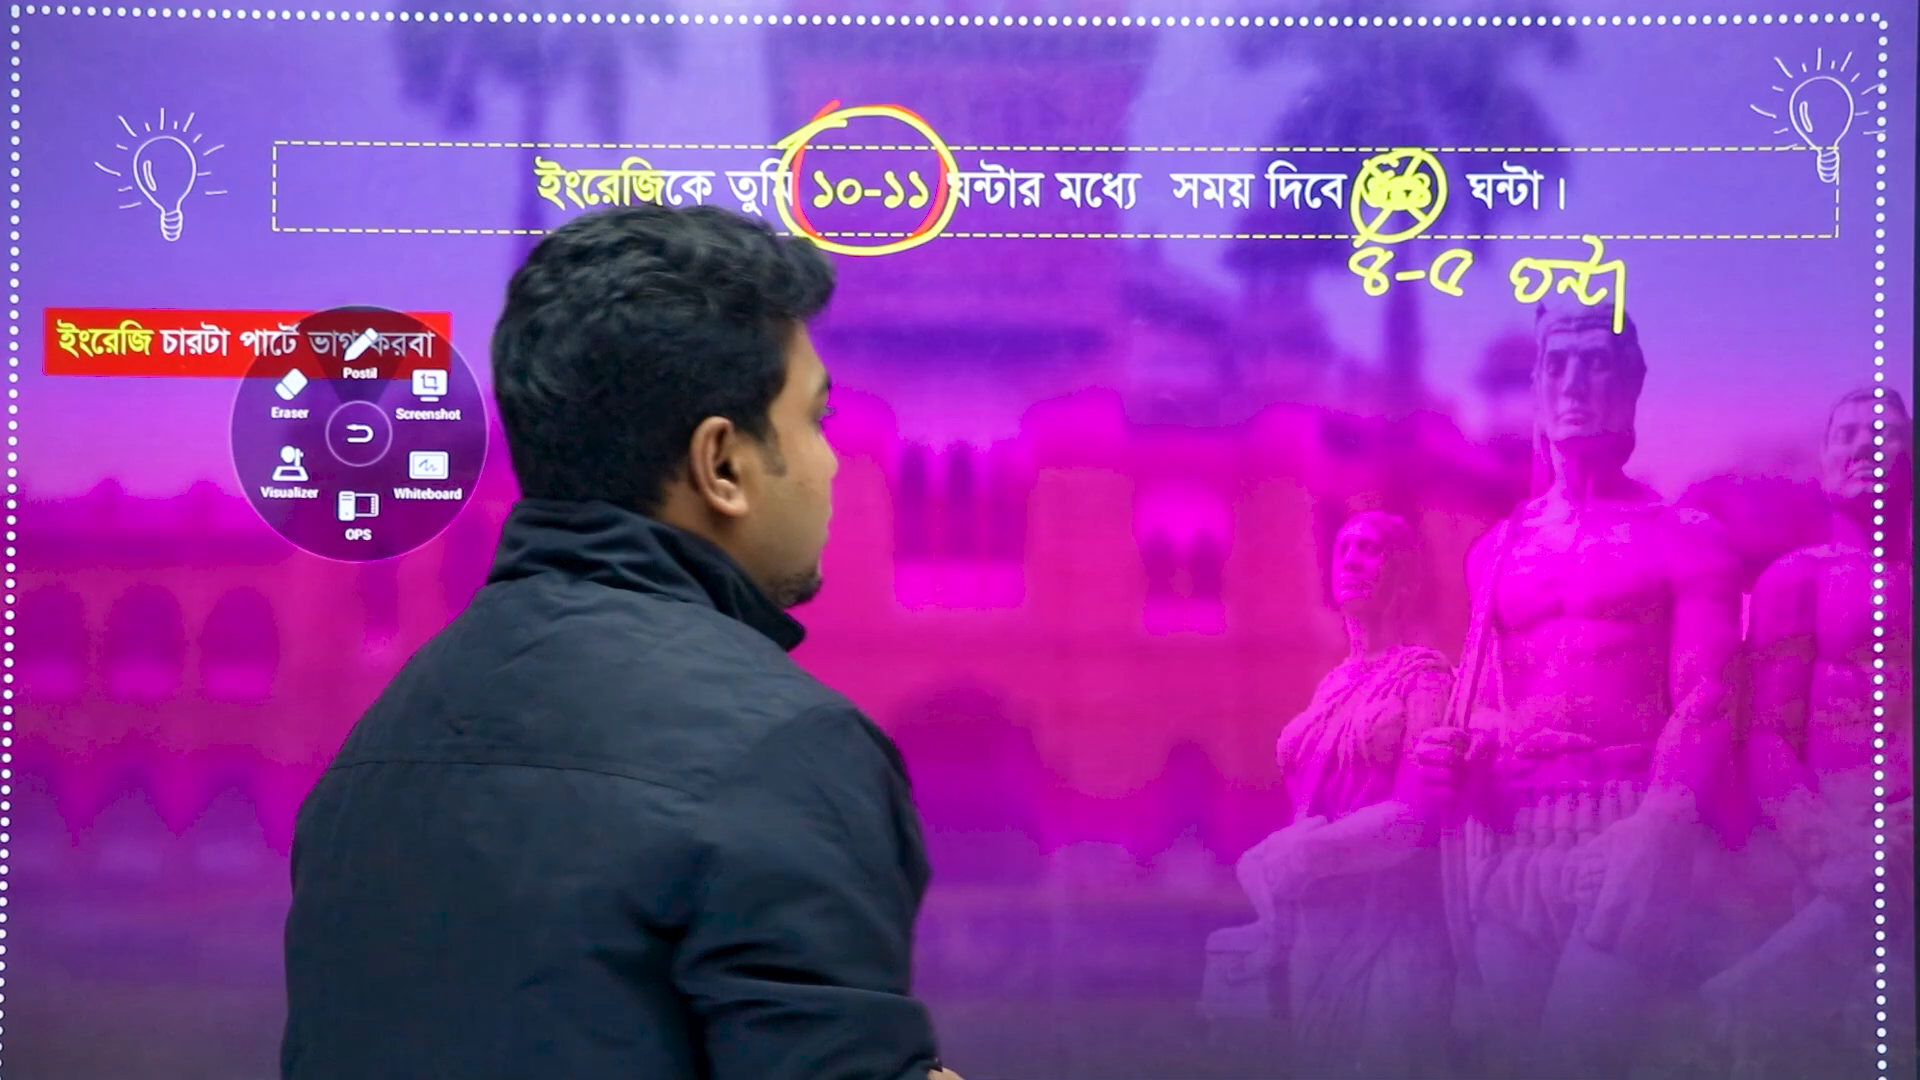 ইংরেজিকে তুমি ১০-১১ ঘন্টার মধ্যে সময় দিবে ঘন্টা।
৪-৫ ঘন্টা
ইংরেজি চারটা পার্টে ভাগ করবা
Postil
Eraser
Screenshot
Visualizer
Whiteboard
OPS